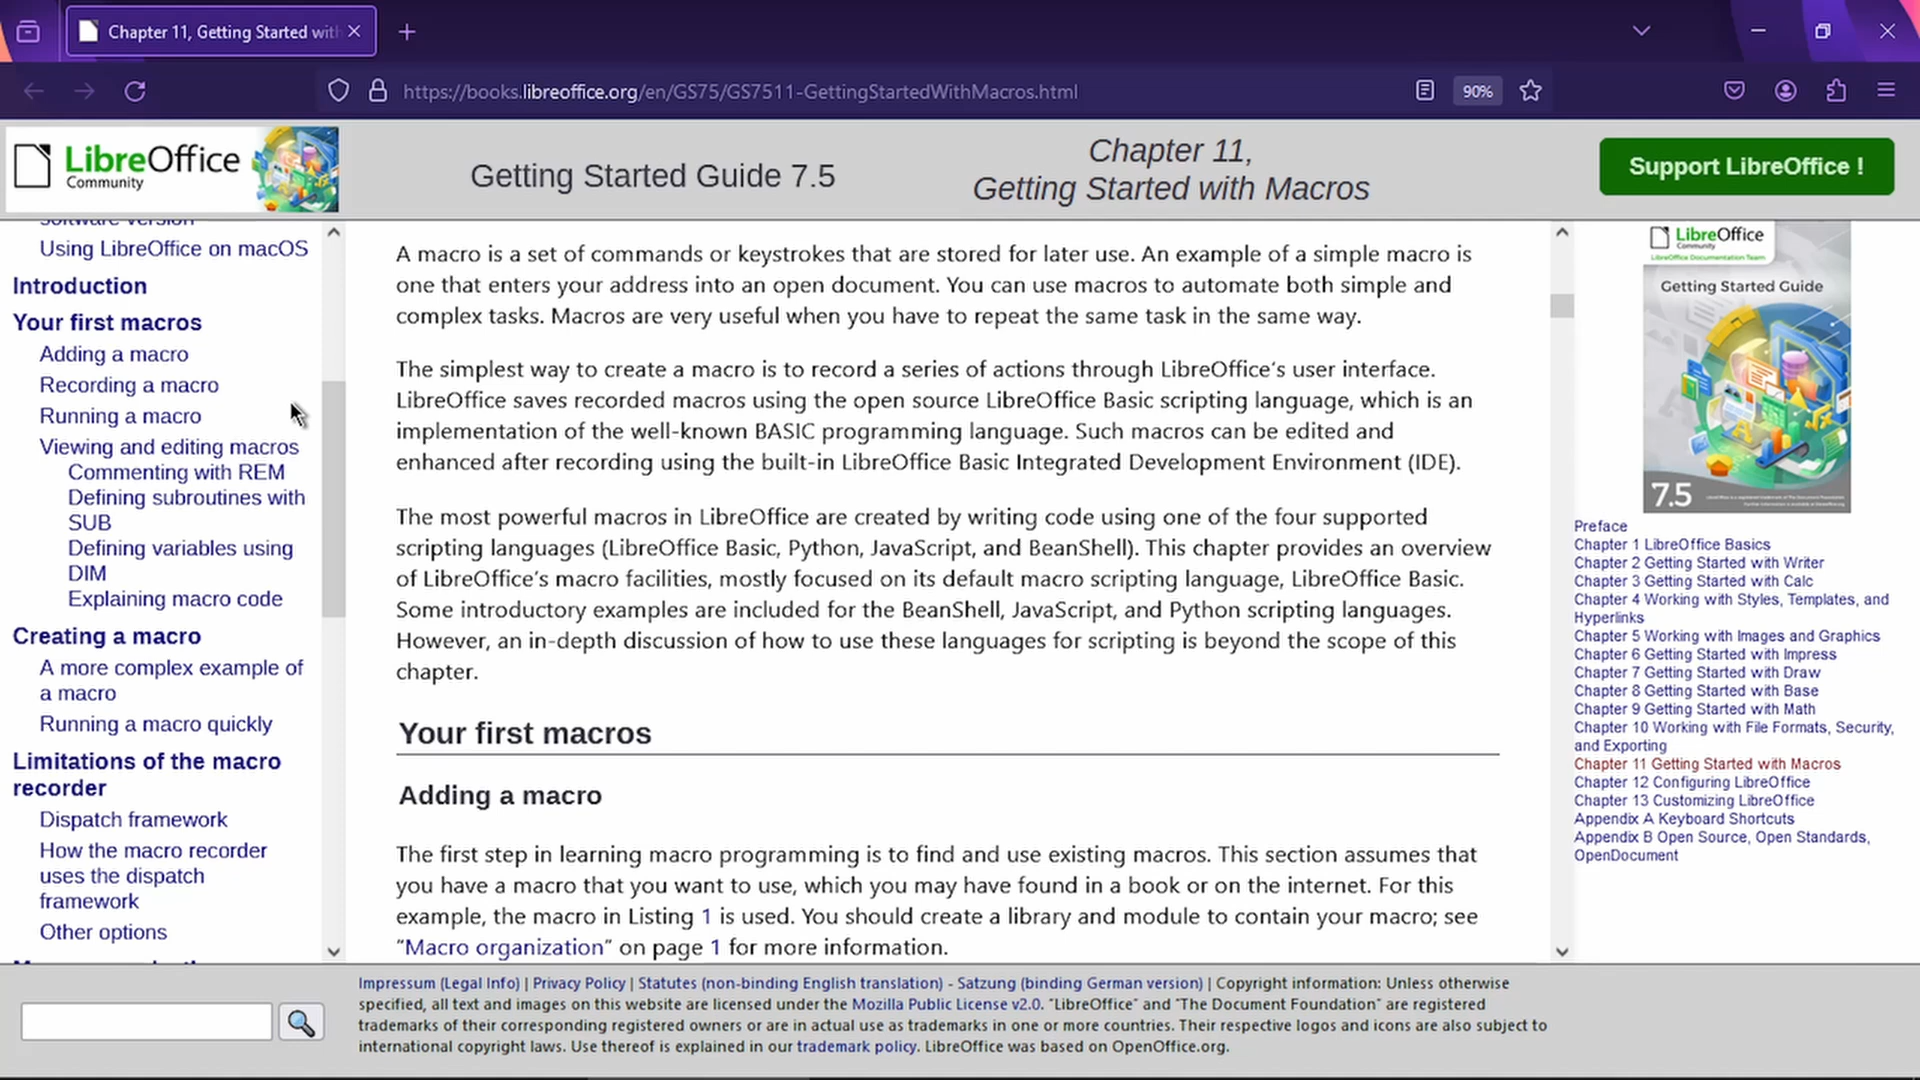 Chapter 11, Getting Started with
https://books.libreoffice.org/en/GS75/GS7511-GettingStartedWithMacros.html
90%
LibreOffice
Community
Getting Started Guide 7.5
Chapter 11,
Getting Started with Macros
Support LibreOffice !
software version
Using LibreOffice on macOS
Introduction
Your first macros
Adding a macro
Recording a macro
Running a macro
Viewing and editing macros
Commenting with REM
Defining subroutines with
SUB
Defining variables using
DIM
Explaining macro code
Creating a macro
A more complex example of
a macro
Running a macro quickly
Limitations of the macro
recorder
Dispatch framework
How the macro recorder
uses the dispatch
framework
Other options
A macro is a set of commands or keystrokes that are stored for later use. An example of a simple macro is
one that enters your address into an open document. You can use macros to automate both simple and
complex tasks. Macros are very useful when you have to repeat the same task in the same way.
The simplest way to create a macro is to record a series of actions through LibreOffice’s user interface.
LibreOffice saves recorded macros using the open source LibreOffice Basic scripting language, which is an
implementation of the well-known BASIC programming language. Such macros can be edited and
enhanced after recording using the built-in LibreOffice Basic Integrated Development Environment (IDE).
The most powerful macros in LibreOffice are created by writing code using one of the four supported
scripting languages (LibreOffice Basic, Python, JavaScript, and BeanShell). This chapter provides an overview
of LibreOffice’s macro facilities, mostly focused on its default macro scripting language, LibreOffice Basic.
Some introductory examples are included for the BeanShell, JavaScript, and Python scripting languages.
However, an in-depth discussion of how to use these languages for scripting is beyond the scope of this
chapter.
Your first macros
Adding a macro
The first step in learning macro programming is to find and use existing macros. This section assumes that
you have a macro that you want to use, which you may have found in a book or on the internet. For this
example, the macro in Listing 1 is used. You should create a library and module to contain your macro; see
“Macro organization” on page 1 for more information.
LibreOffice
Community
LibreOffice Documentation Team
Getting Started Guide
7.5
Preface
Chapter 1 LibreOffice Basics
Chapter 2 Getting Started with Writer
Chapter 3 Getting Started with Calc
Chapter 4 Working with Styles, Templates, and
Hyperlinks
Chapter 5 Working with Images and Graphics
Chapter 6 Getting Started with Impress
Chapter 7 Getting Started with Draw
Chapter 8 Getting Started with Base
Chapter 9 Getting Started with Math
Chapter 10 Working with File Formats, Security,
and Exporting
Chapter 11 Getting Started with Macros
Chapter 12 Configuring LibreOffice
Chapter 13 Customizing LibreOffice
Appendix A Keyboard Shortcuts
Appendix B Open Source, Open Standards,
OpenDocument
Impressum (Legal Info) | Privacy Policy | Statutes (non-binding English translation) - Satzung (binding German version) | Copyright information: Unless otherwise
specified, all text and images on this website are licensed under the Mozilla Public License v2.0. "LibreOffice" and "The Document Foundation" are registered
trademarks of their corresponding registered owners or are in actual use as trademarks in one or more countries. Their respective logos and icons are also subject to
international copyright laws. Use thereof is explained in our trademark policy. LibreOffice was based on OpenOffice.org.